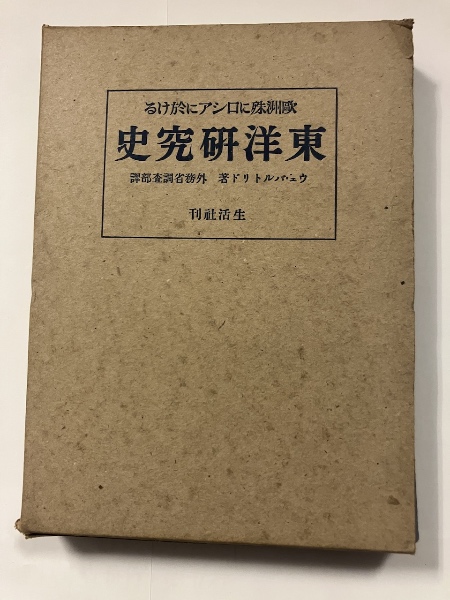 歐洲殊にロシアに於ける
東洋研究史
ウェ・バルトリド著 外務省調査部譯
生活社刊